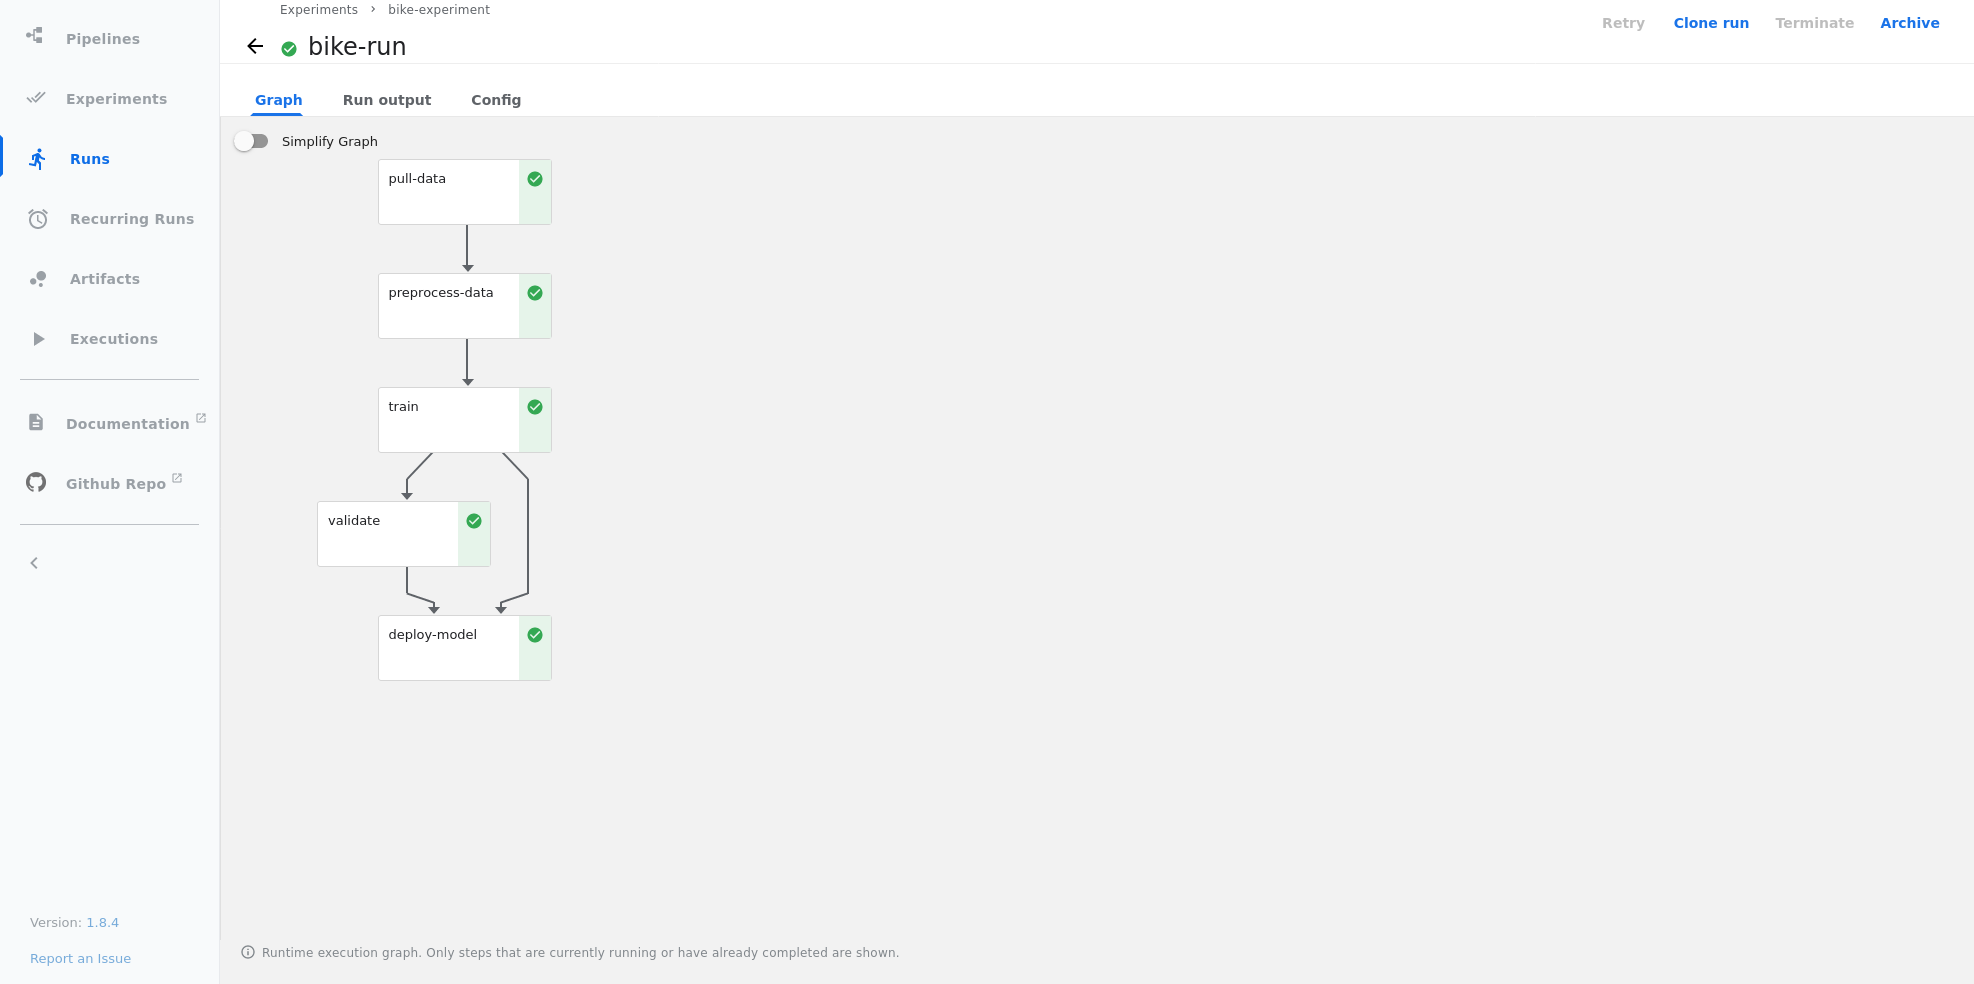 Pipelines
Experiments
Runs
Recurring Runs
Artifacts
Executions
Documentation
Github Repo
Version: 1.8.4
Report an Issue
Experiments > bike-experiment
bike-run
Retry Clone run Terminate Archive
Graph Run output Config
Simplify Graph
pull-data
preprocess-data
train
validate
deploy-model
Runtime execution graph. Only steps that are currently running or have already completed are shown.